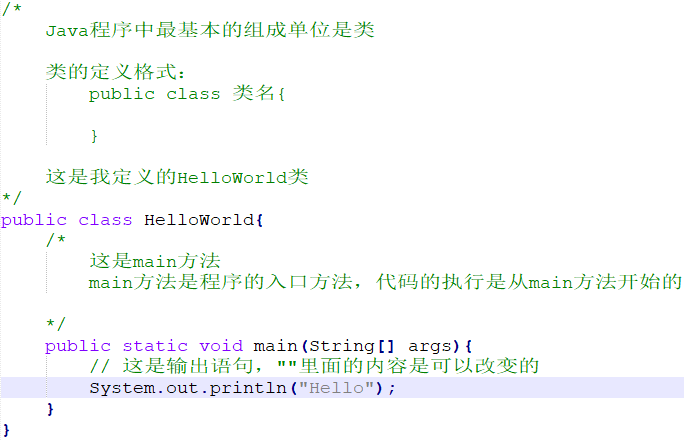 /*
Java程序中最基本的组成单位是类
类的定义格式：
public class 类名{
}
这是我定义的HelloWorld类
*/
public class HelloWorld{
/*
这是main方法
main方法是程序的入口方法，代码的执行是从main方法开始的
*/
public static void main(String[] args){
// 这是输出语句，""里面的内容是可以改变的
System.out.println("Hello");
}
}